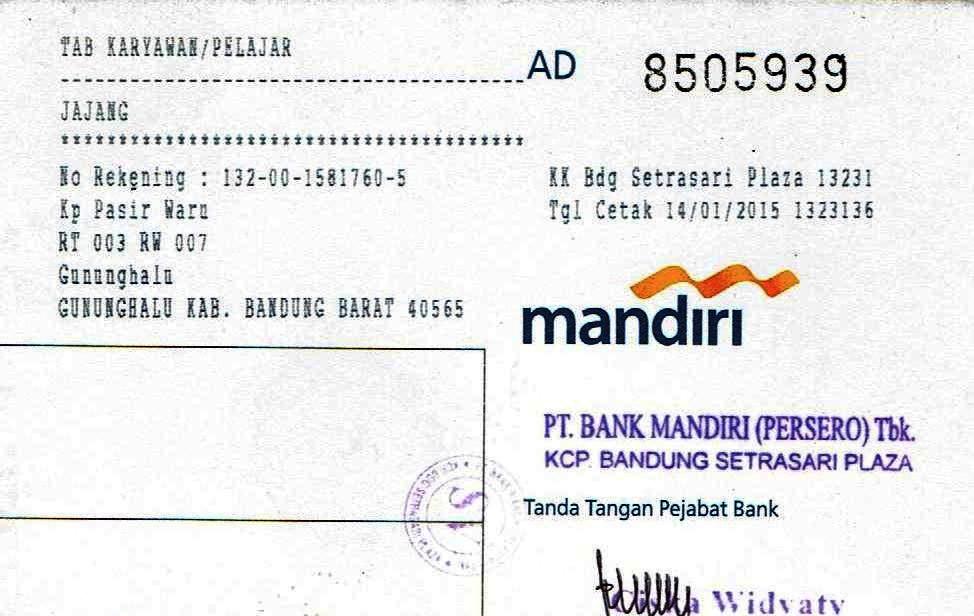 TAB KARYAWAN/PELAJAR
AD 8505939
JAJANG
No Rekening : 132-00-1581760-5
Kp Pasir Waru
RT 003 RW 007
Gununghalu
GUNUNGHALU KAB. BANDUNG BARAT 40565
KK Bdg Setrasari Plaza 13231
Tgl Cetak 14/01/2015 1323136
mandiri
PT. BANK MANDIRI (PERSERO) Tbk.
KCP. BANDUNG SETRASARI PLAZA
Tanda Tangan Pejabat Bank
Widyaty